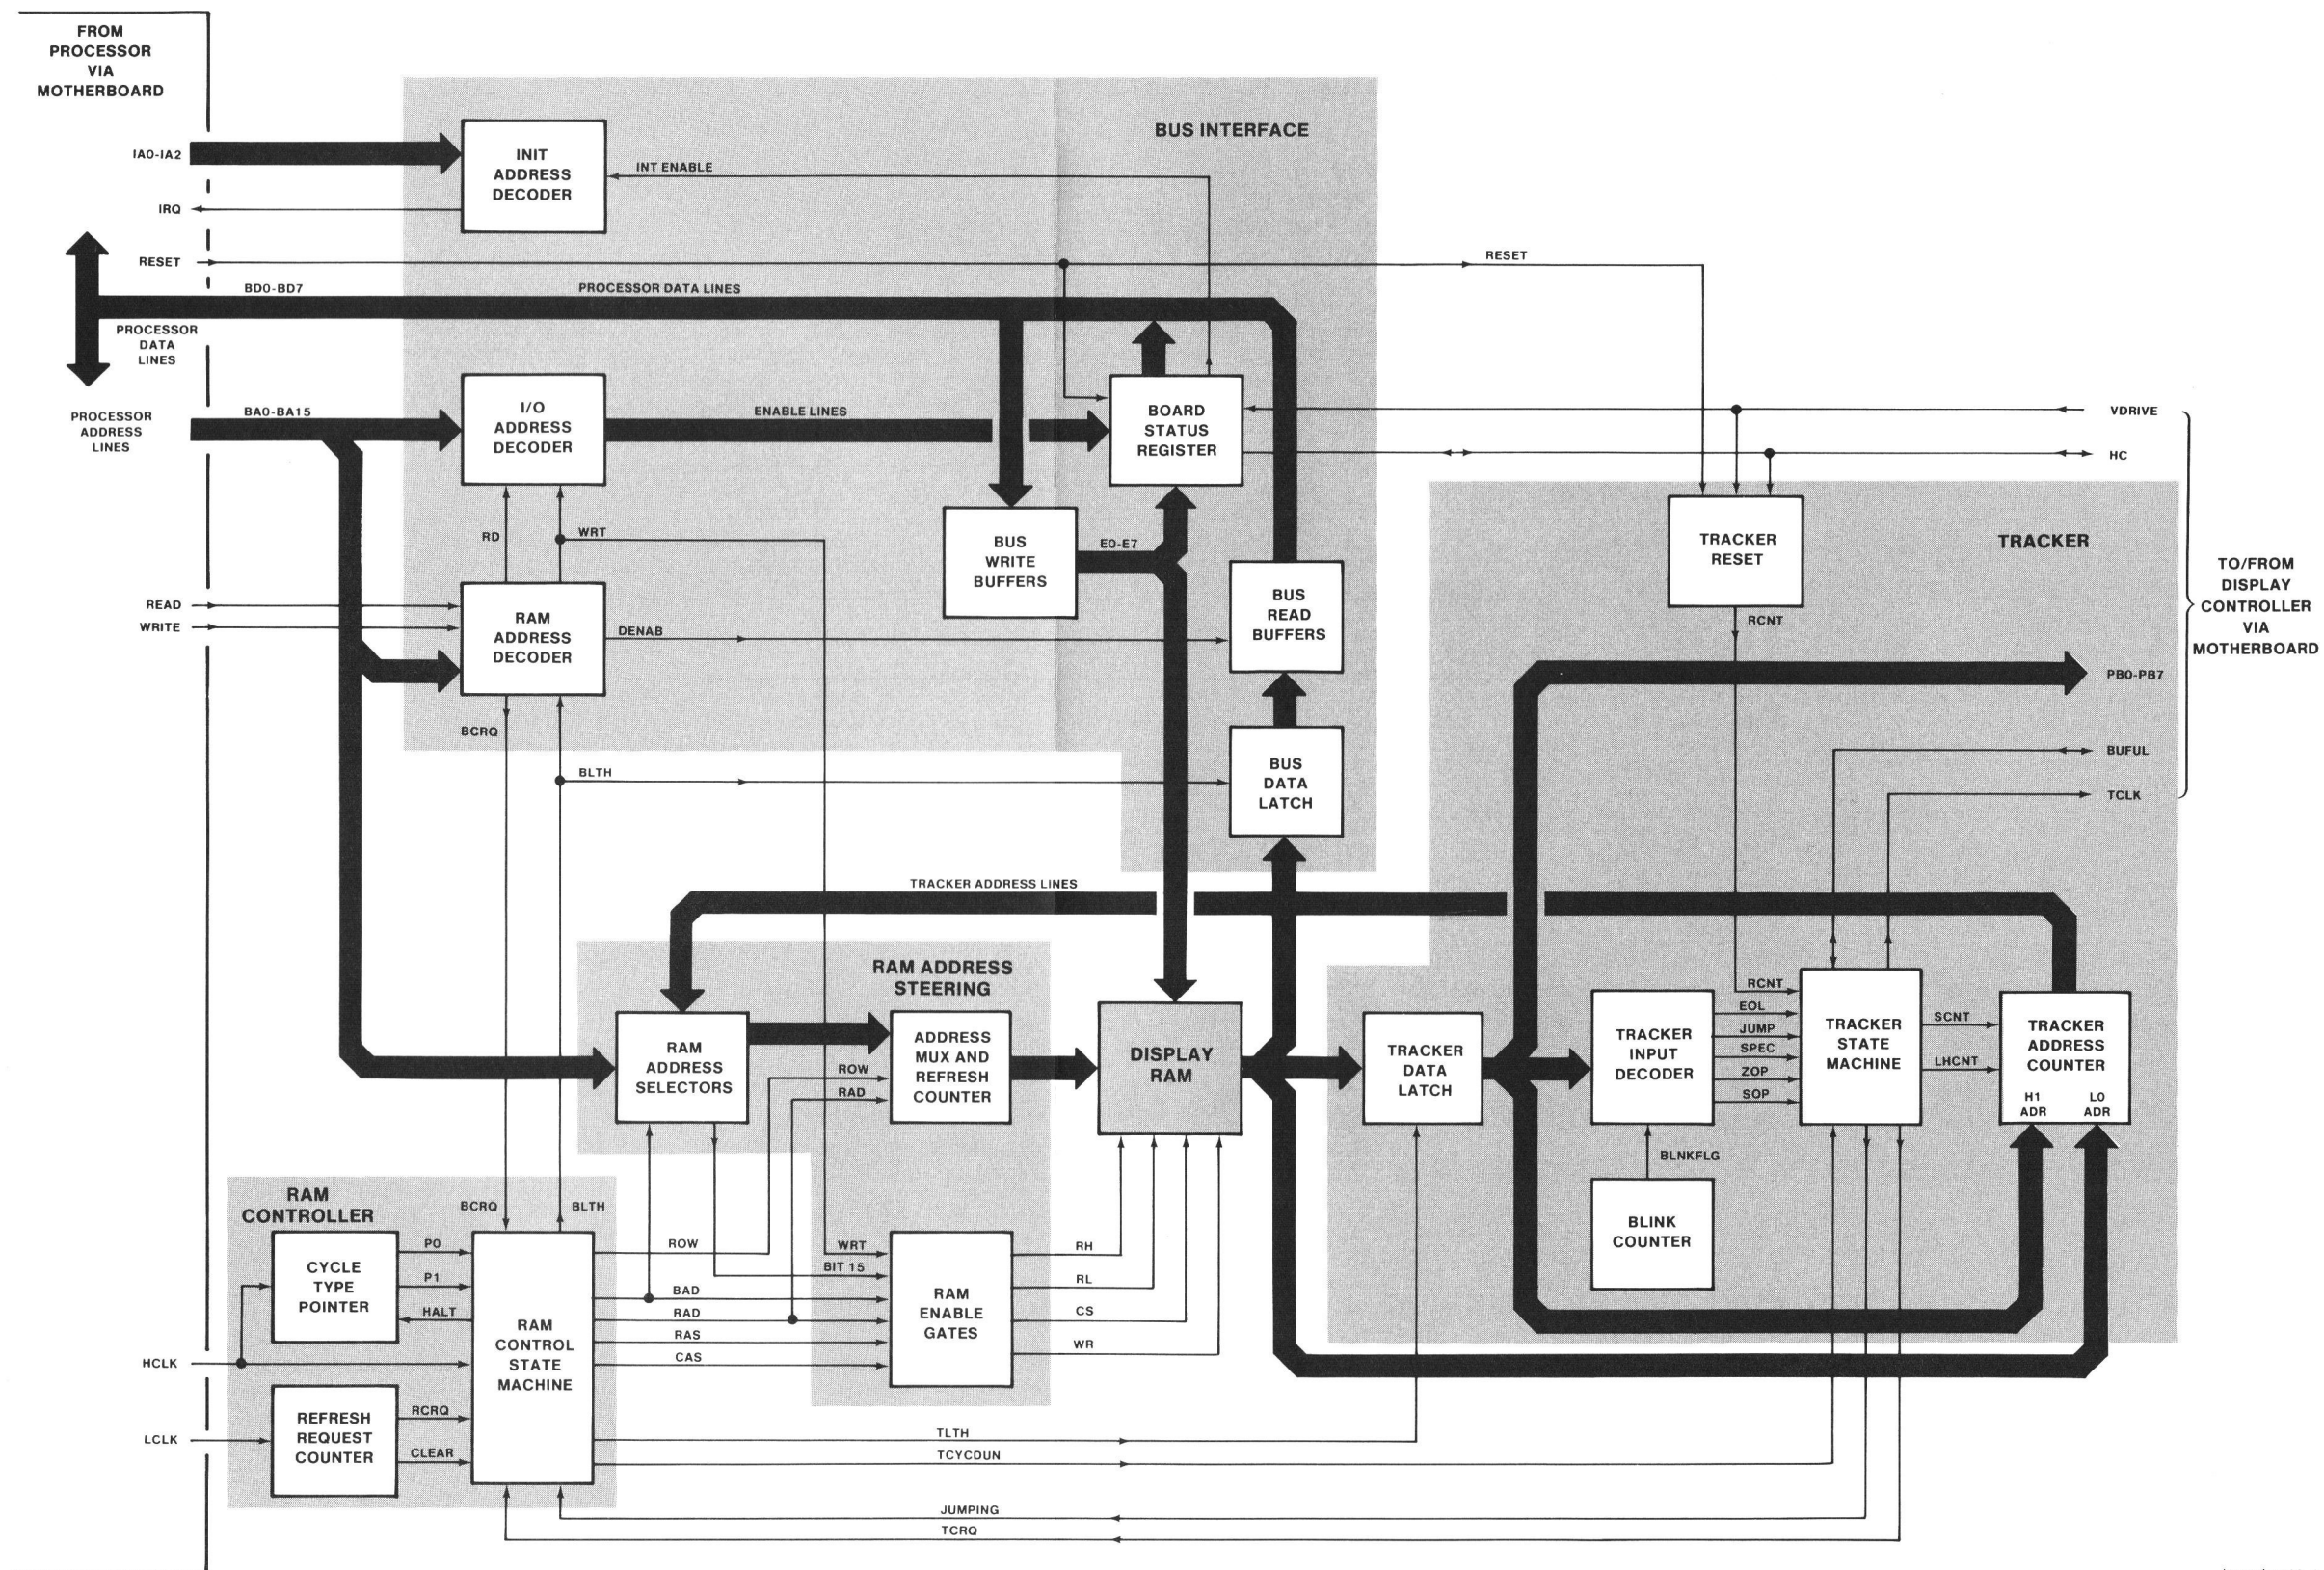 FROM
PROCESSOR
VIA
MOTHERBOARD
IA0-IA2
IRQ
RESET
BD0-BD7
PROCESSOR DATA LINES
PROCESSOR
DATA
LINES
PROCESSOR
ADDRESS
LINES
BA0-BA15
READ
WRITE
HCLK
LCLK
BUS INTERFACE
INIT
ADDRESS
DECODER
INT ENABLE
RESET
I/O
ADDRESS
DECODER
ENABLE LINES
BOARD
STATUS
REGISTER
VDRIVE
HC
RD
WRT
BUS
WRITE
BUFFERS
E0-E7
RAM
ADDRESS
DECODER
DENAB
BUS
READ
BUFFERS
BCRQ
BLTH
BUS
DATA
LATCH
TRACKER
TRACKER
RESET
RCNT
TO/FROM
DISPLAY
CONTROLLER
VIA
MOTHERBOARD
PB0-PB7
BUFUL
TCLK
TRACKER ADDRESS LINES
RAM ADDRESS
STEERING
RAM
ADDRESS
SELECTORS
ADDRESS
MUX AND
REFRESH
COUNTER
ROW
RAD
DISPLAY
RAM
TRACKER
DATA
LATCH
TRACKER
INPUT
DECODER
RCNT
EOL
JUMP
SPEC
ZOP
SOP
TRACKER
STATE
MACHINE
SCNT
LHCNT
TRACKER
ADDRESS
COUNTER
H1
ADR
LO
ADR
BLNKFLG
BLINK
COUNTER
RAM
CONTROLLER
BCRQ
BLTH
CYCLE
TYPE
POINTER
P0
P1
HALT
RAM
CONTROL
STATE
MACHINE
REFRESH
REQUEST
COUNTER
RCRQ
CLEAR
ROW
BAD
RAD
RAS
CAS
WRT
BIT 15
RAM
ENABLE
GATES
RH
RL
CS
WR
TLTH
TCYCDUN
JUMPING
TCRQ